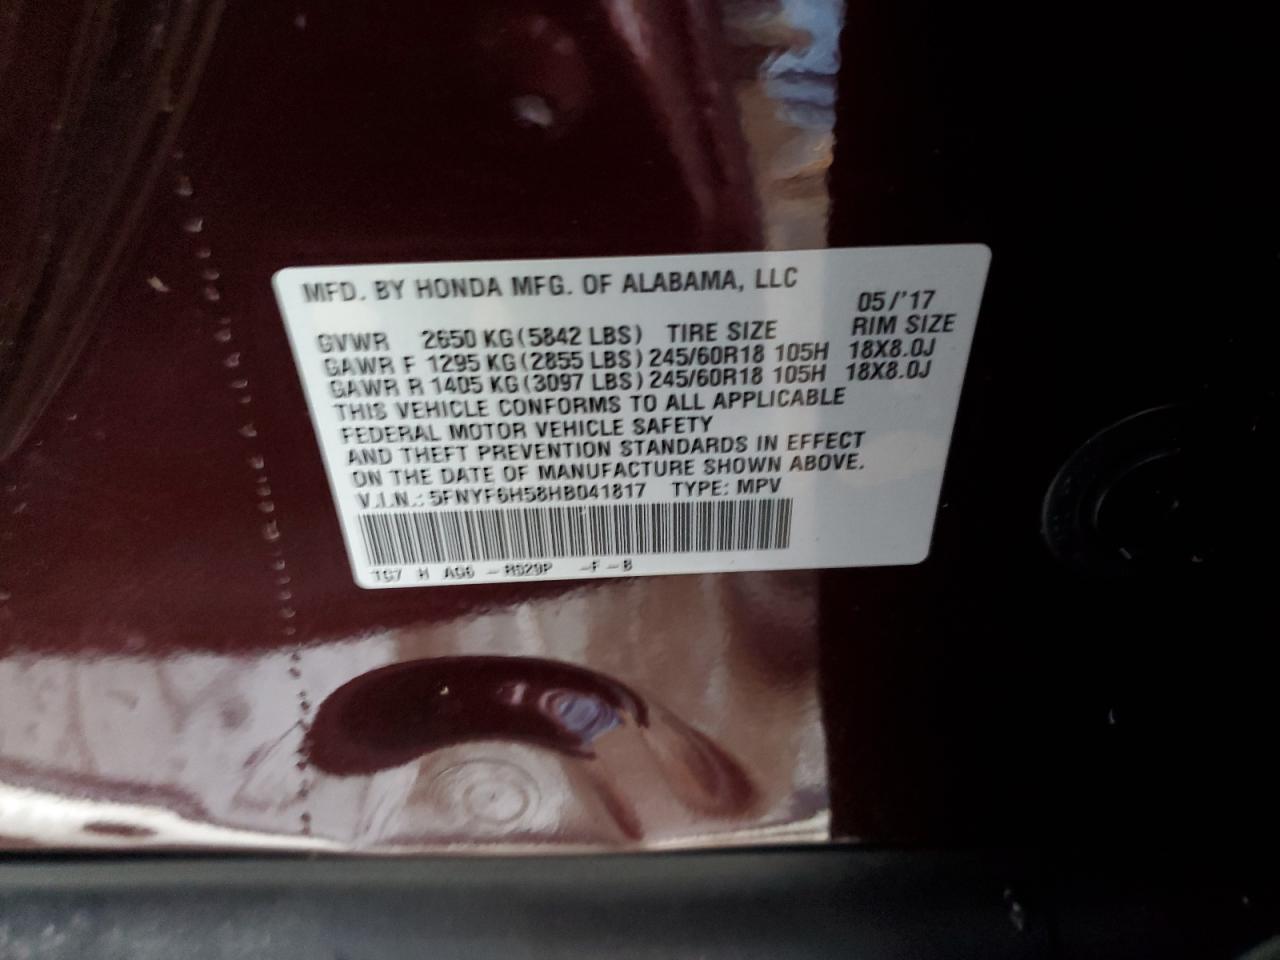 MFD. BY HONDA MFG. OF ALABAMA, LLC
05/'17
GVWR 2650 KG (5842 LBS) TIRE SIZE RIM SIZE
GAWR F 1295 KG (2855 LBS) 245/60R18 105H 18X8.0J
GAWR R 1405 KG (3097 LBS) 245/60R18 105H 18X8.0J
THIS VEHICLE CONFORMS TO ALL APPLICABLE
FEDERAL MOTOR VEHICLE SAFETY
AND THEFT PREVENTION STANDARDS IN EFFECT
ON THE DATE OF MANUFACTURE SHOWN ABOVE.
V.I.N.: 5FNYF6H58HB041817 TYPE: MPV
TG7 H AG6 - R529P -F - B